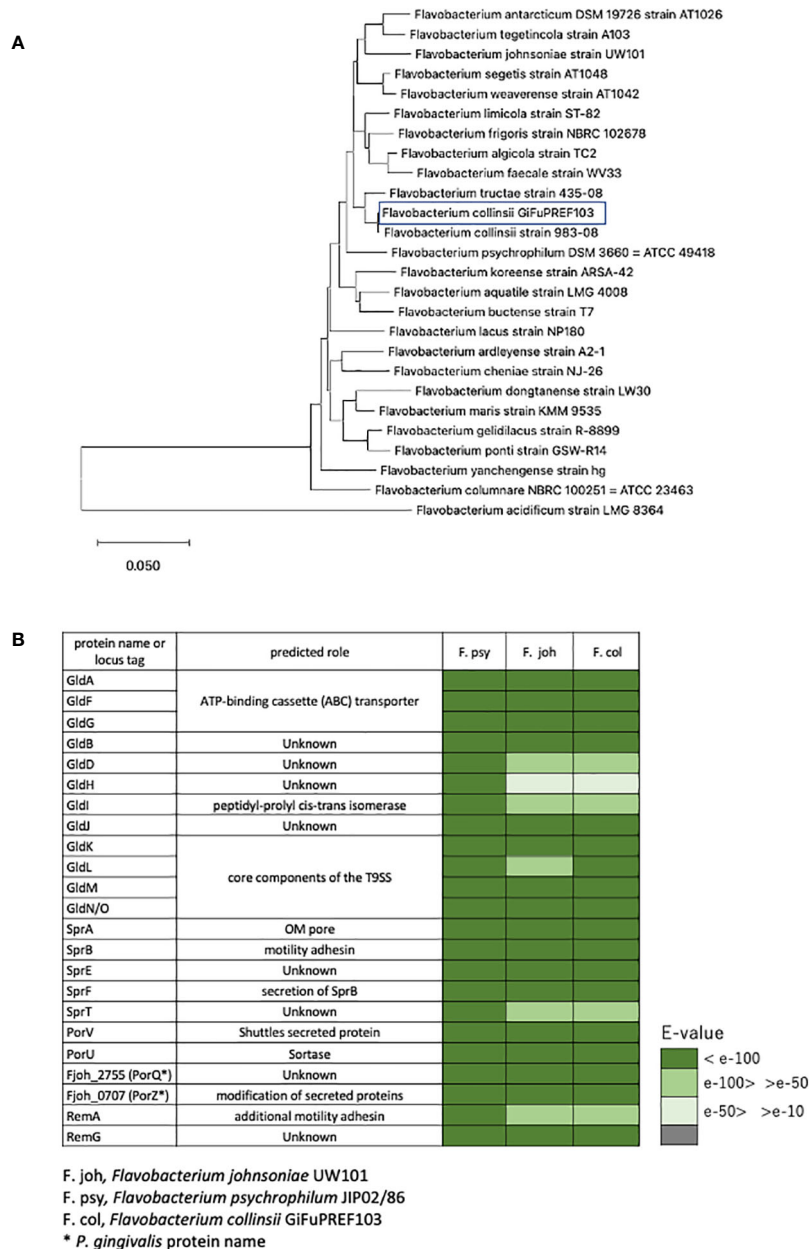 A
Flavobacterium antarcticum DSM 19726 strain AT1026
Flavobacterium tegetincola strain A103
Flavobacterium johnsoniae strain UW101
Flavobacterium segetis strain AT1048
Flavobacterium weaverense strain AT1042
Flavobacterium limicola strain ST-82
Flavobacterium frigoris strain NBRC 102678
Flavobacterium algicola strain TC2
Flavobacterium faecale strain WV33
Flavobacterium tructae strain 435-08
Flavobacterium collinsii GiFuPREF103
Flavobacterium collinsii strain 983-08
Flavobacterium psychrophilum DSM 3660 = ATCC 49418
Flavobacterium koreense strain ARSA-42
Flavobacterium aquatile strain LMG 4008
Flavobacterium buctense strain T7
Flavobacterium lacus strain NP180
Flavobacterium ardleyense strain A2-1
Flavobacterium cheniae strain NJ-26
Flavobacterium dongtanense strain LW30
Flavobacterium maris strain KMM 9535
Flavobacterium gelidilacus strain R-8899
Flavobacterium ponti strain GSW-R14
Flavobacterium yanchengense strain hg
Flavobacterium columnare NBRC 100251 = ATCC 23463
Flavobacterium acidificum strain LMG 8364
0.050
B
protein name or
locus tag
predicted role
F. psy
F. joh
F. col
GldA
GldF
ATP-binding cassette (ABC) transporter
GldG
GldB Unknown
GldD Unknown
GldH Unknown
GldI peptidyl-prolyl cis-trans isomerase
GldJ Unknown
GldK
GldL
core components of the T9SS
GldM
GldN/O
SprA OM pore
SprB motility adhesin
SprE Unknown
SprF secretion of SprB
SprT Unknown
PorV Shuttles secreted protein
PorU Sortase
Fjoh_2755 (PorQ*) Unknown
Fjoh_0707 (PorZ*) modification of secreted proteins
RemA additional motility adhesin
RemG Unknown
E-value
< e-100
e-100> >e-50
e-50> >e-10
F. joh, Flavobacterium johnsoniae UW101
F. psy, Flavobacterium psychrophilum JIP02/86
F. col, Flavobacterium collinsii GiFuPREF103
* P. gingivalis protein name